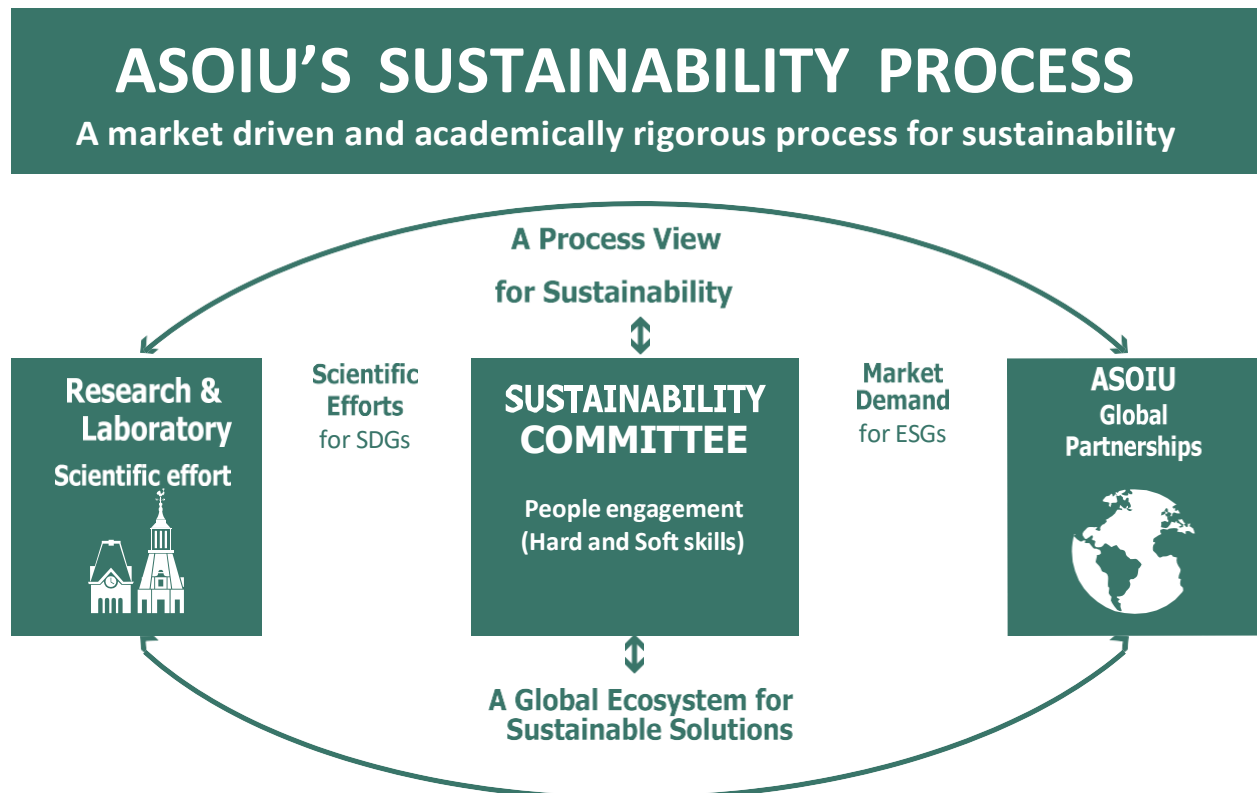 ASOIU’S SUSTAINABILITY PROCESS
A market driven and academically rigorous process for sustainability
A Process View
for Sustainability
Research &
Laboratory
Scientific effort
Scientific
Efforts
for SDGs
SUSTAINABILITY
COMMITTEE
People engagement
(Hard and Soft skills)
Market
Demand
for ESGs
ASOIU
Global
Partnerships
A Global Ecosystem for
Sustainable Solutions